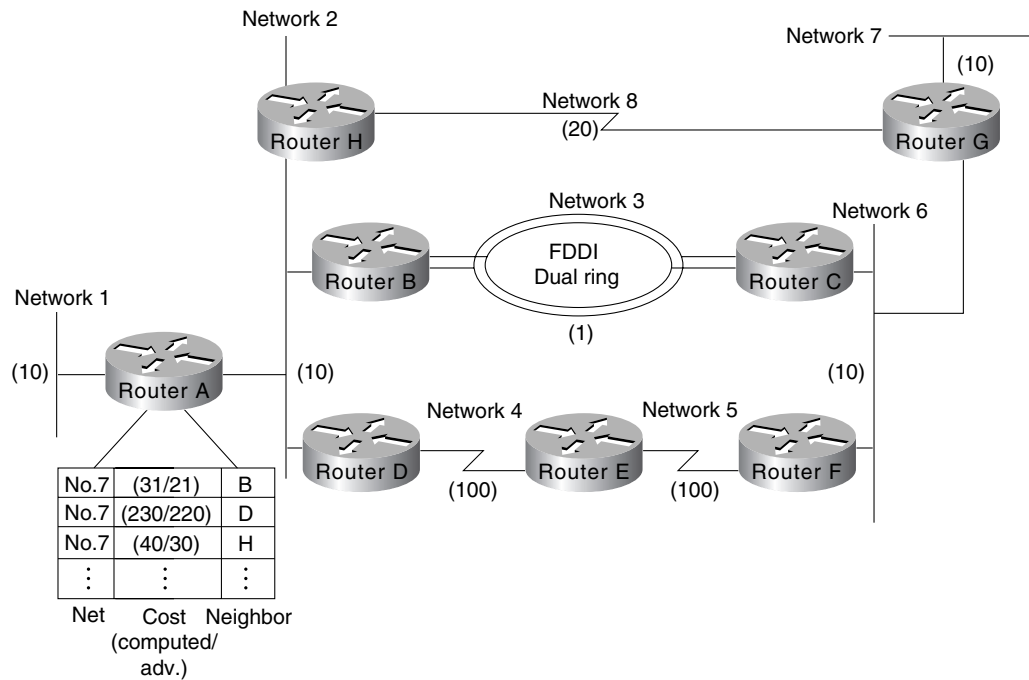 Network 2
Network 7
(10)
Router H
Network 8
(20)
Router G
Network 3
Network 6
Router B
FDDI
Dual ring
Router C
(1)
Network 1
(10)
Router A
(10)
(10)
Router D
Network 4
(100)
Router E
Network 5
(100)
Router F
No.7 (31/21) B
No.7 (230/220) D
No.7 (40/30) H
⋮ ⋮ ⋮
Net Cost Neighbor
(computed/
adv.)